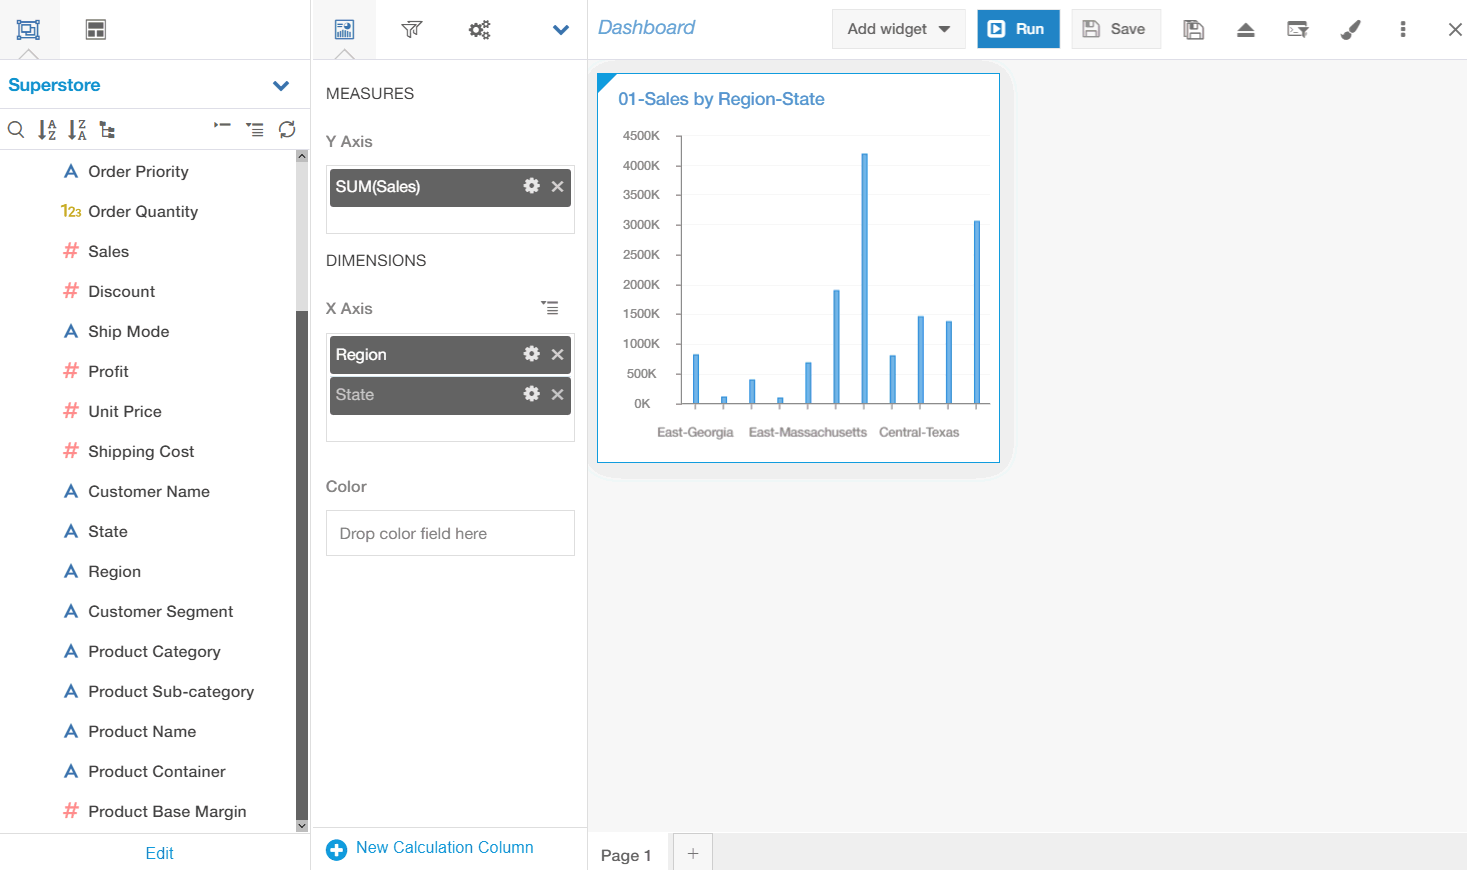 Superstore
A
Z
Z
A
A Order Priority
123 Order Quantity
# Sales
# Discount
A Ship Mode
# Profit
# Unit Price
# Shipping Cost
A Customer Name
A State
A Region
A Customer Segment
A Product Category
A Product Sub-category
A Product Name
A Product Container
# Product Base Margin
Edit
MEASURES
Y Axis
SUM(Sales)
DIMENSIONS
X Axis
Region
State
Color
Drop color field here
New Calculation Column
Dashboard
Add widget
Run
Save
01-Sales by Region-State
4500K
4000K
3500K
3000K
2500K
2000K
1500K
1000K
500K
0K
East-Georgia East-Massachusetts Central-Texas
Page 1 +